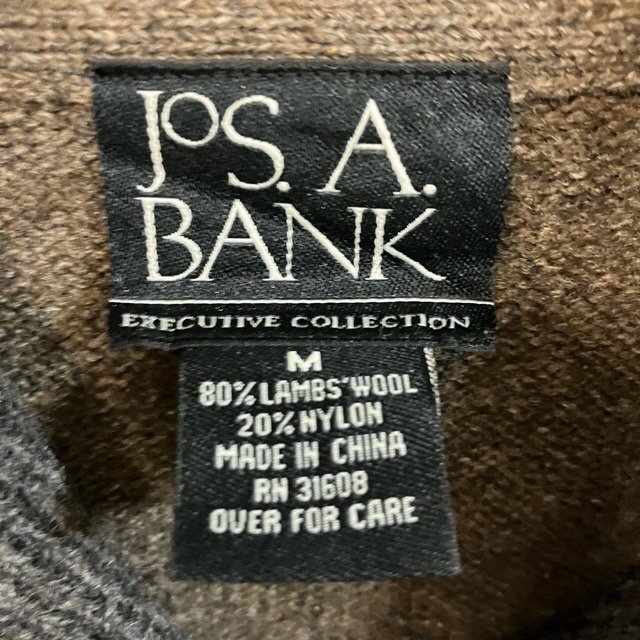 JOS. A.
BANK
EXECUTIVE COLLECTION
M
80% LAMBS' WOOL
20% NYLON
MADE IN CHINA
RN 31608
OVER FOR CARE